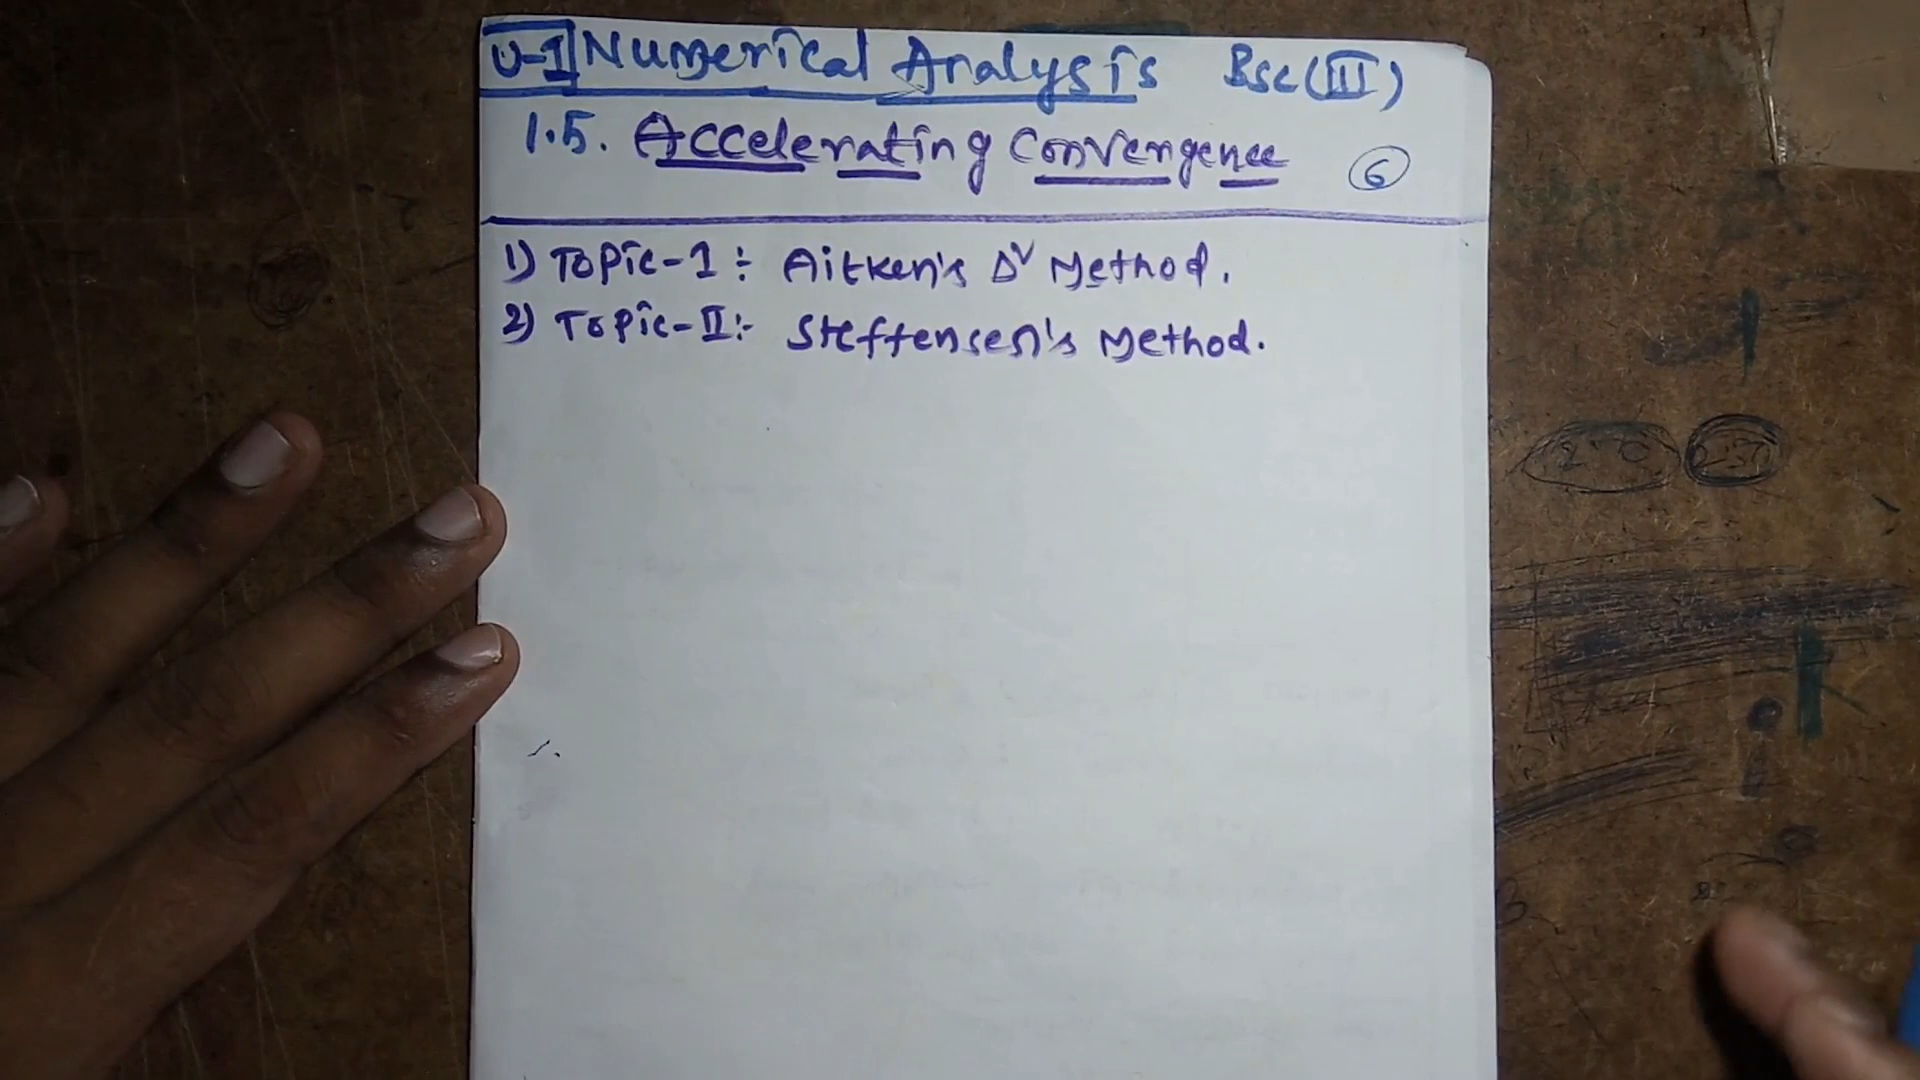 U-I Numerical Analysis BSC (III)
1.5. Accelerating Convergence 6
1) Topic-1 :- Aitken's Δ² Method.
2) Topic-II :- Steffensen's Method.